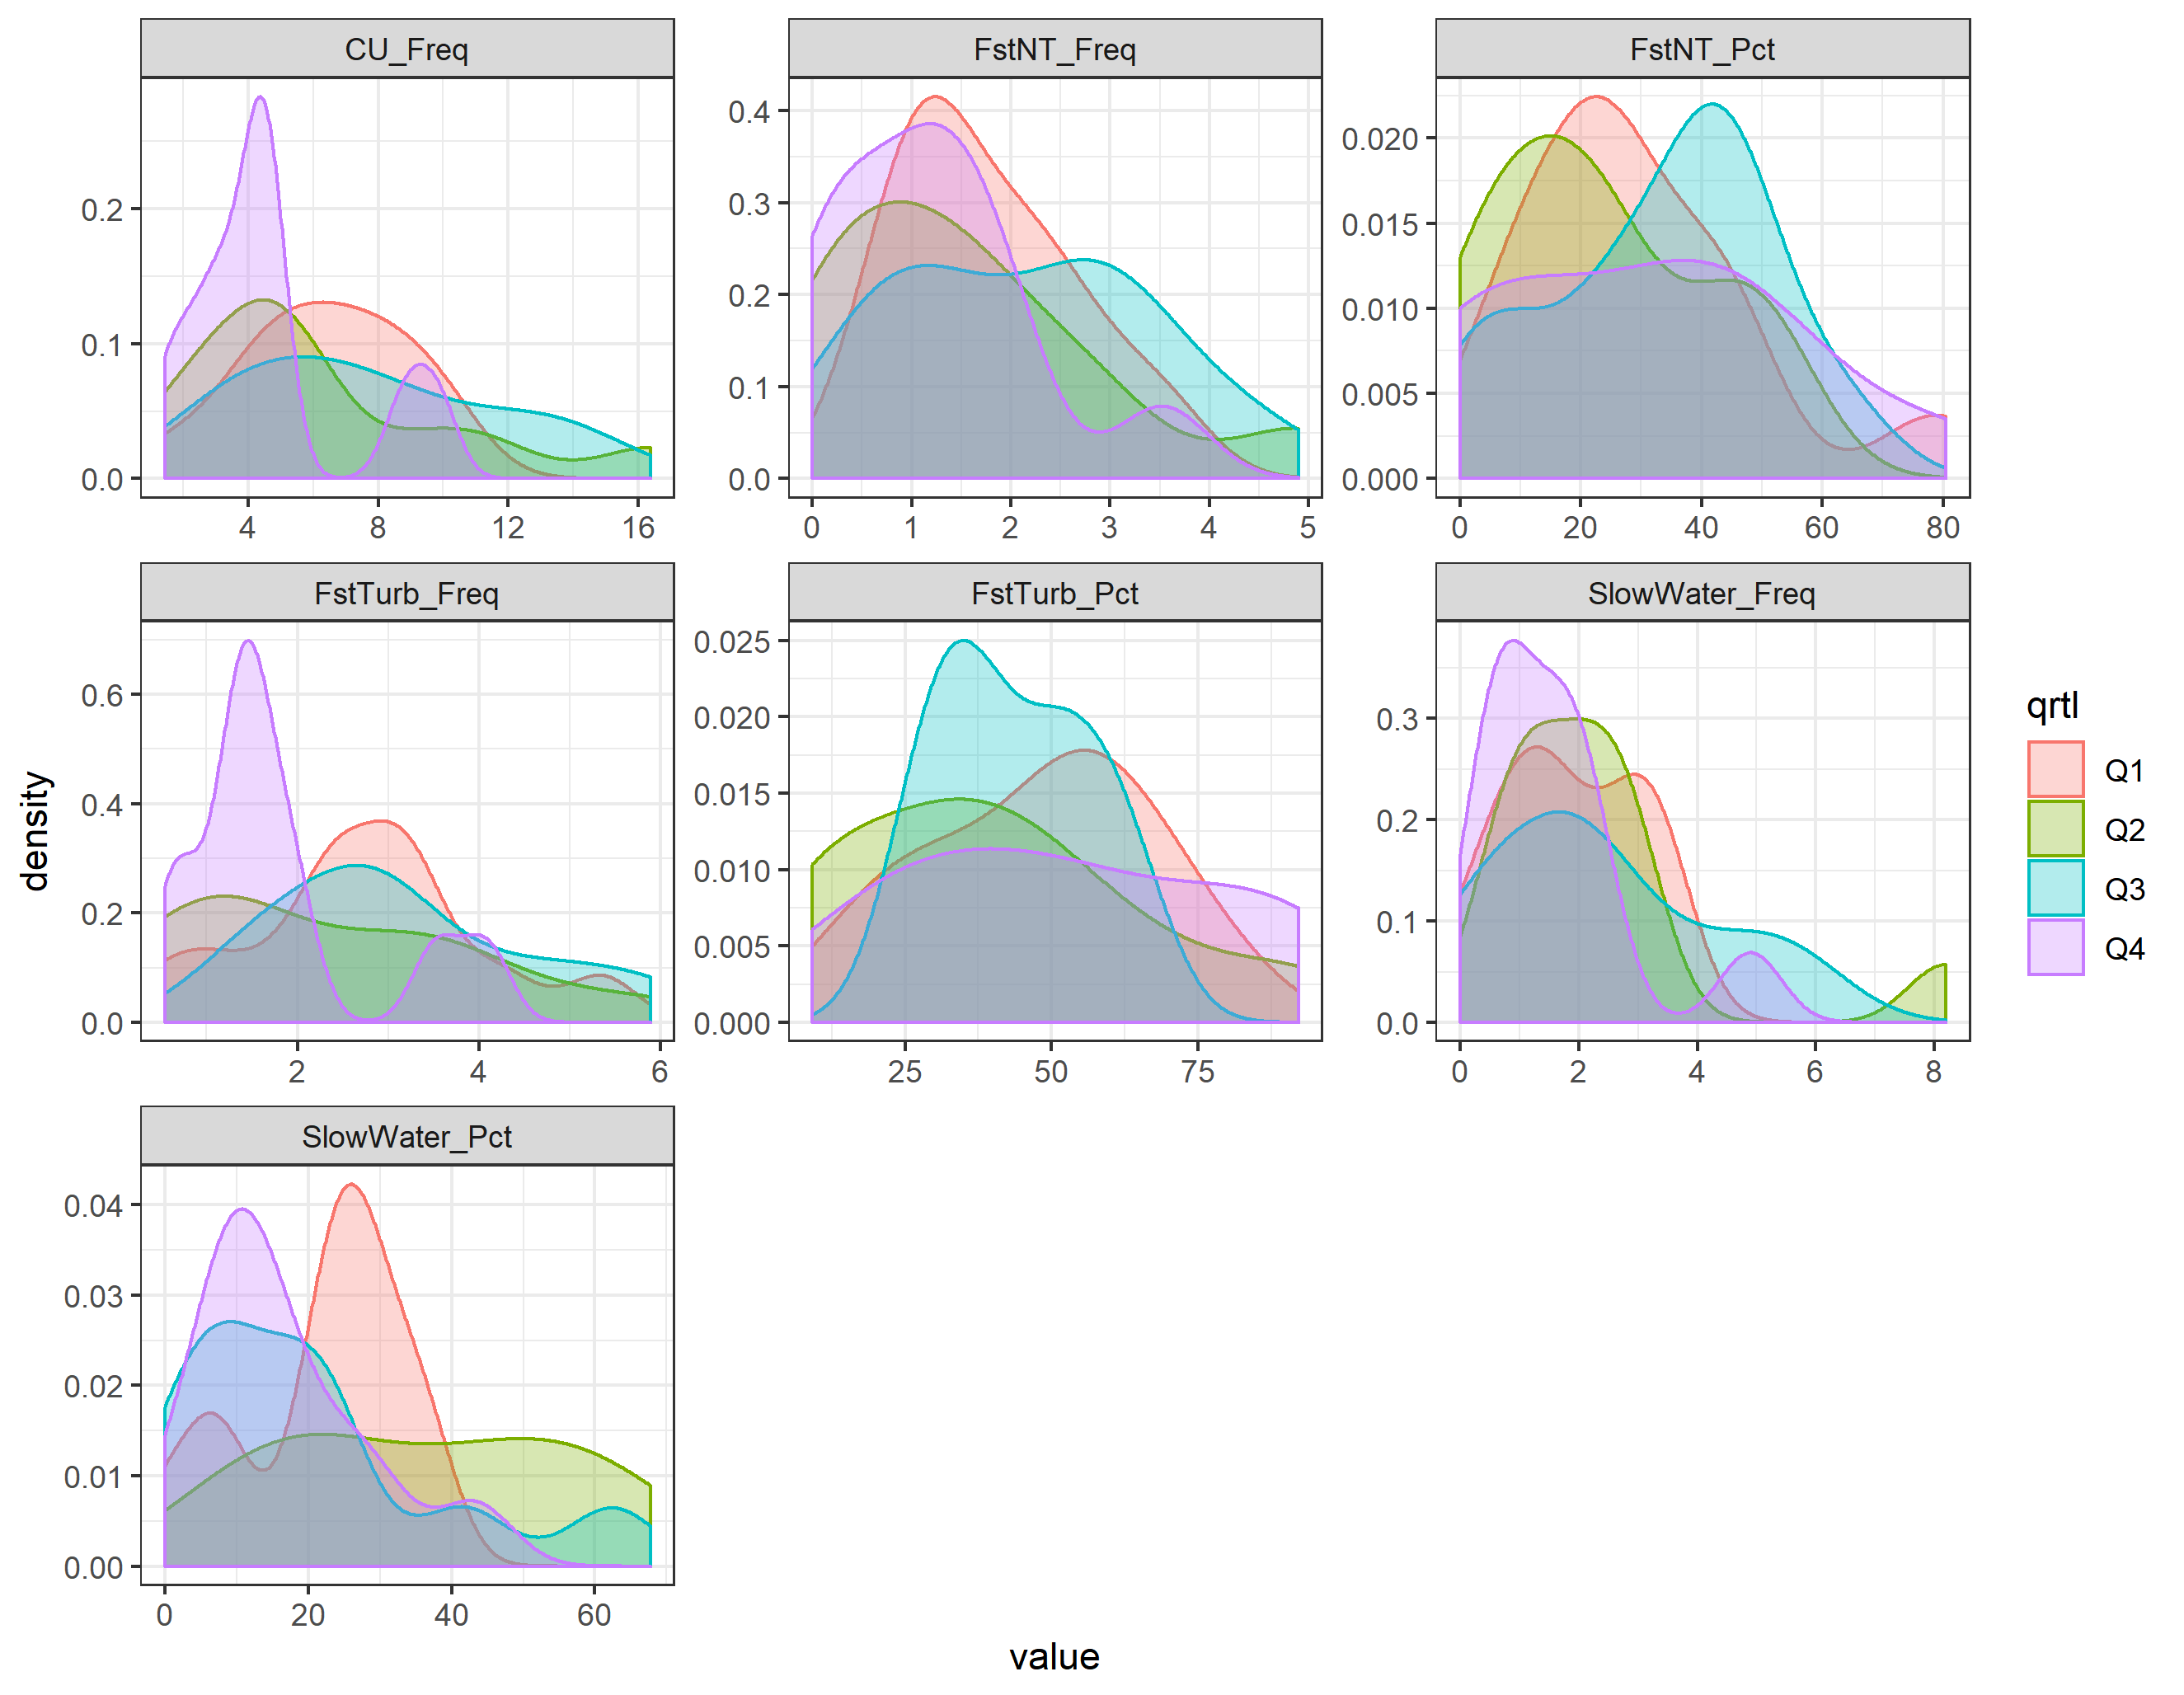 CU_Freq
FstNT_Freq
FstNT_Pct
0.2
0.1
0.0
4 8 12 16
0.4
0.3
0.2
0.1
0.0
0 1 2 3 4 5
0.020
0.015
0.010
0.005
0.000
0 20 40 60 80
FstTurb_Freq
FstTurb_Pct
SlowWater_Freq
0.6
0.4
0.2
0.0
2 4 6
0.025
0.020
0.015
0.010
0.005
0.000
25 50 75
0.3
0.2
0.1
0.0
0 2 4 6 8
SlowWater_Pct
0.04
0.03
0.02
0.01
0.00
0 20 40 60
density
value
qrtl
Q1
Q2
Q3
Q4